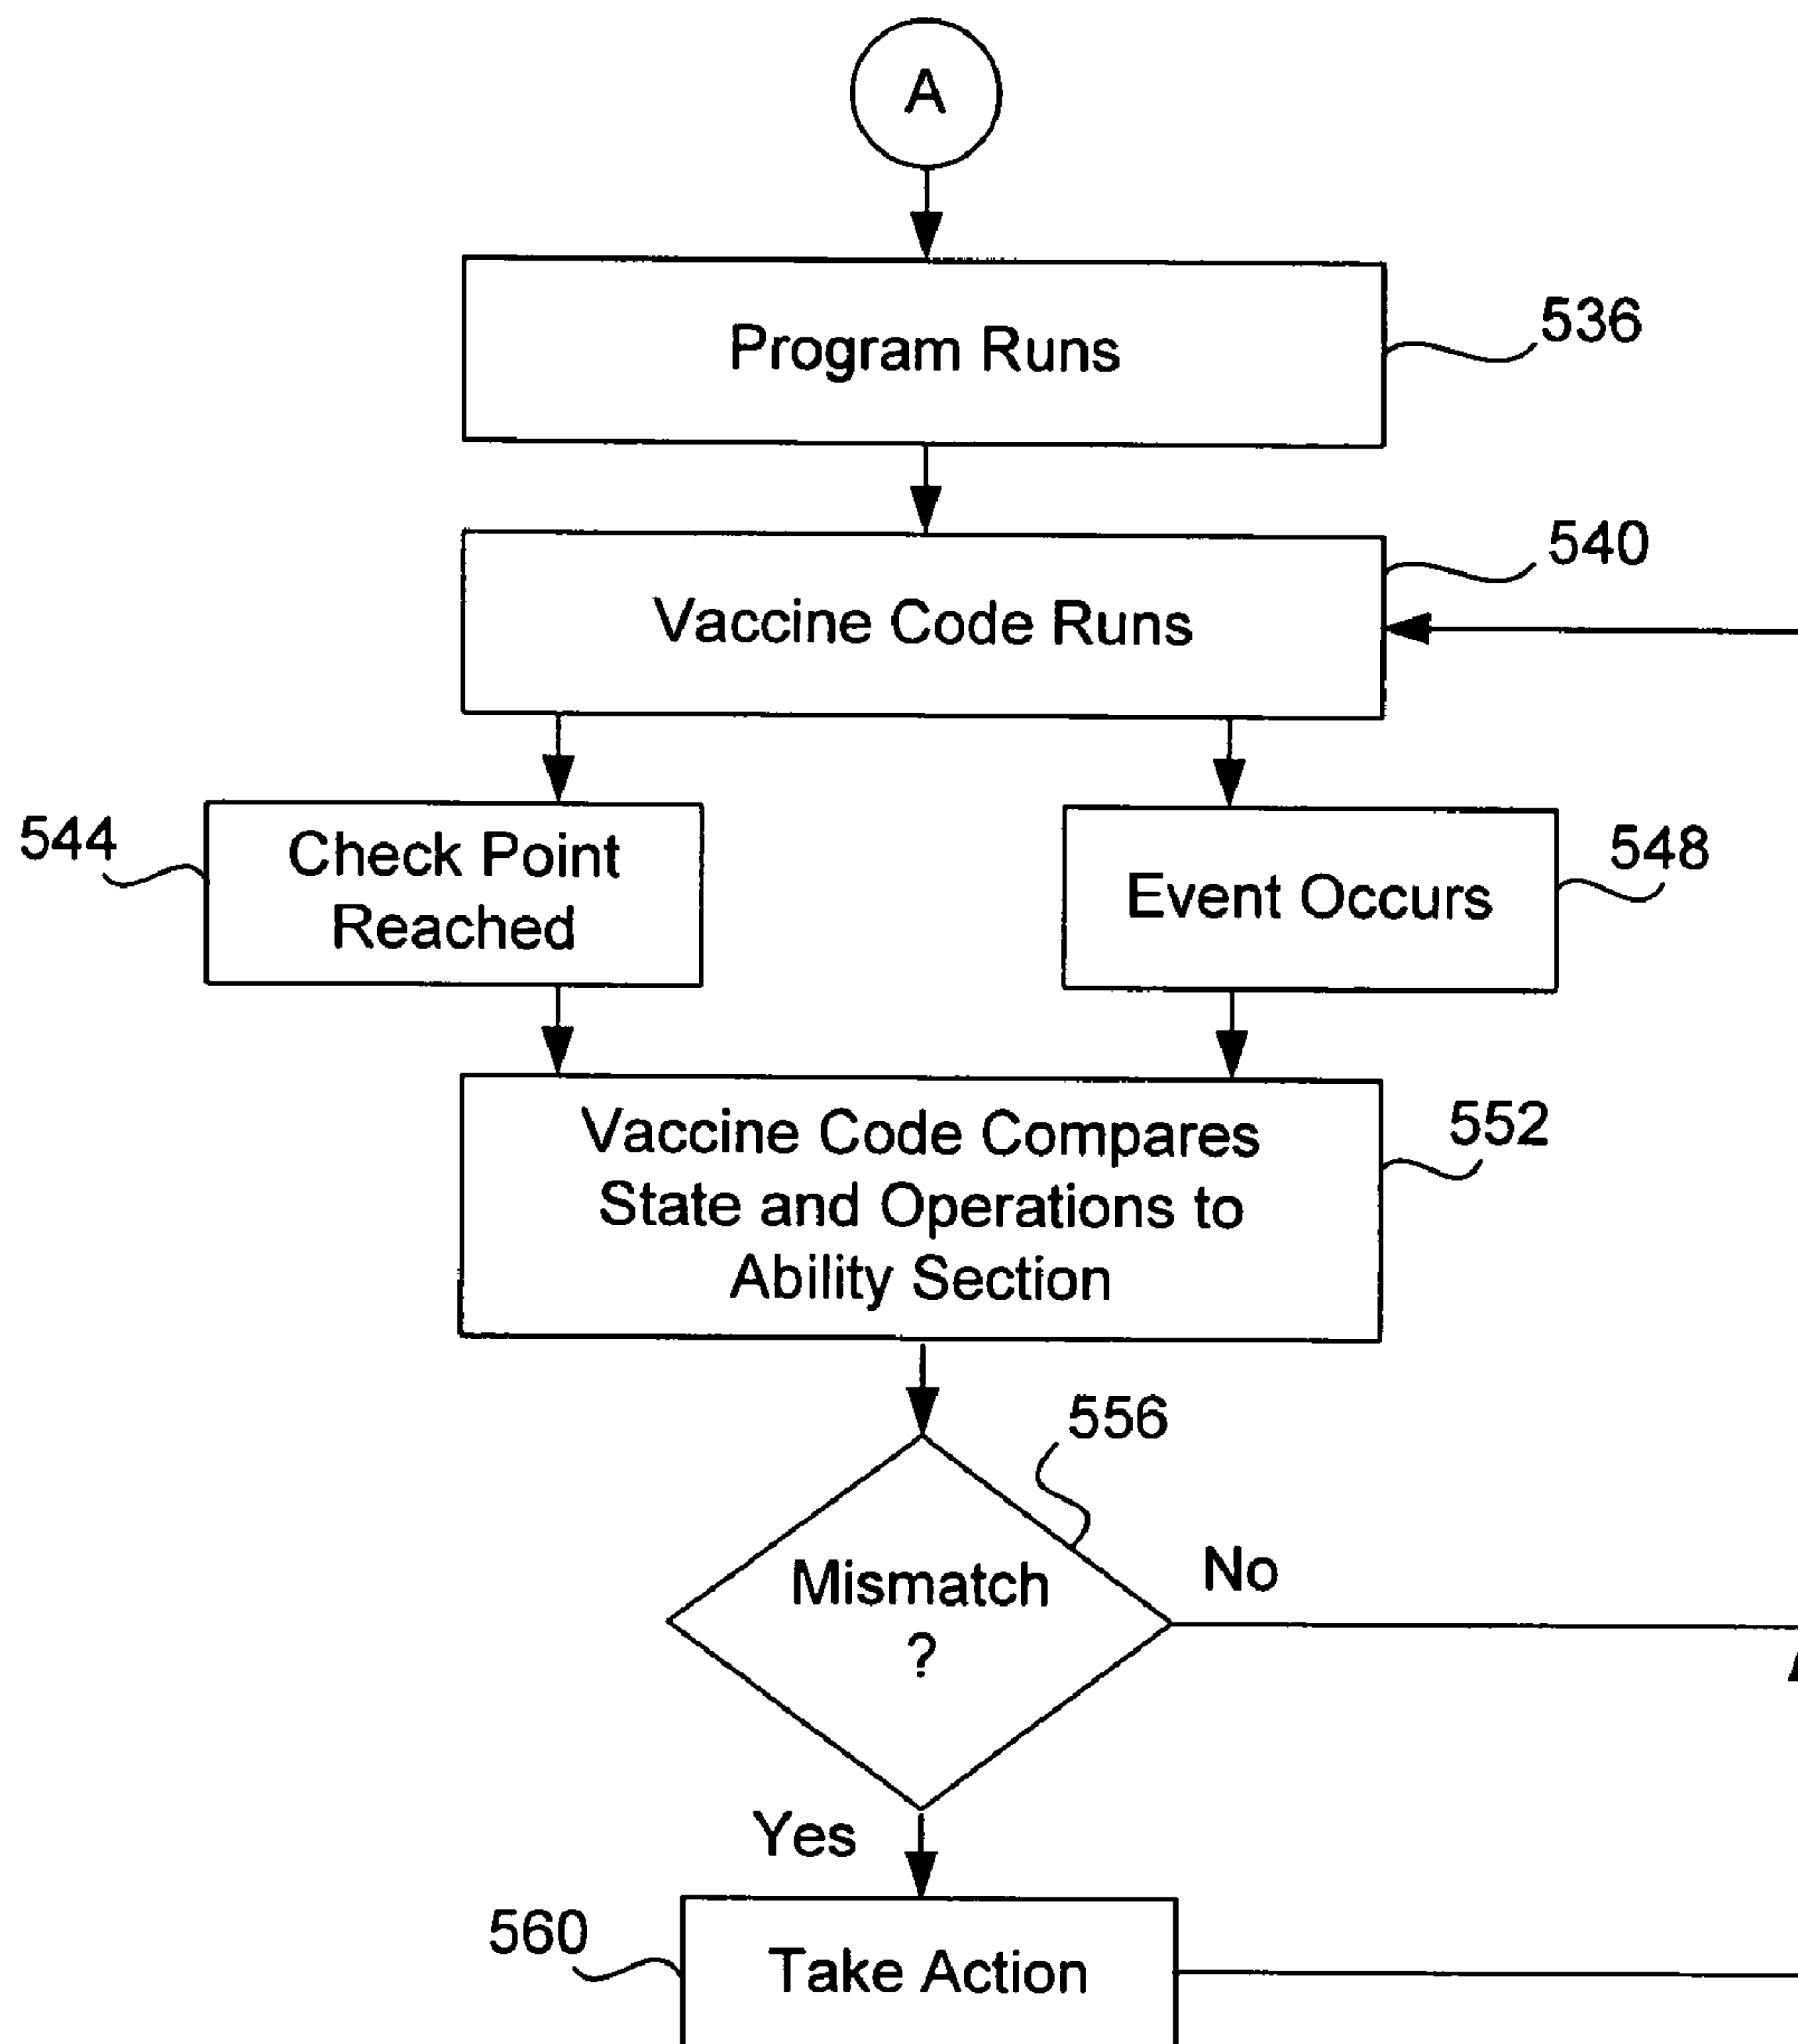 A
Program Runs
536
Vaccine Code Runs
540
544
Check Point
Reached
Event Occurs
548
Vaccine Code Compares
State and Operations to
Ability Section
552
556
Mismatch
?
No
Yes
560
Take Action